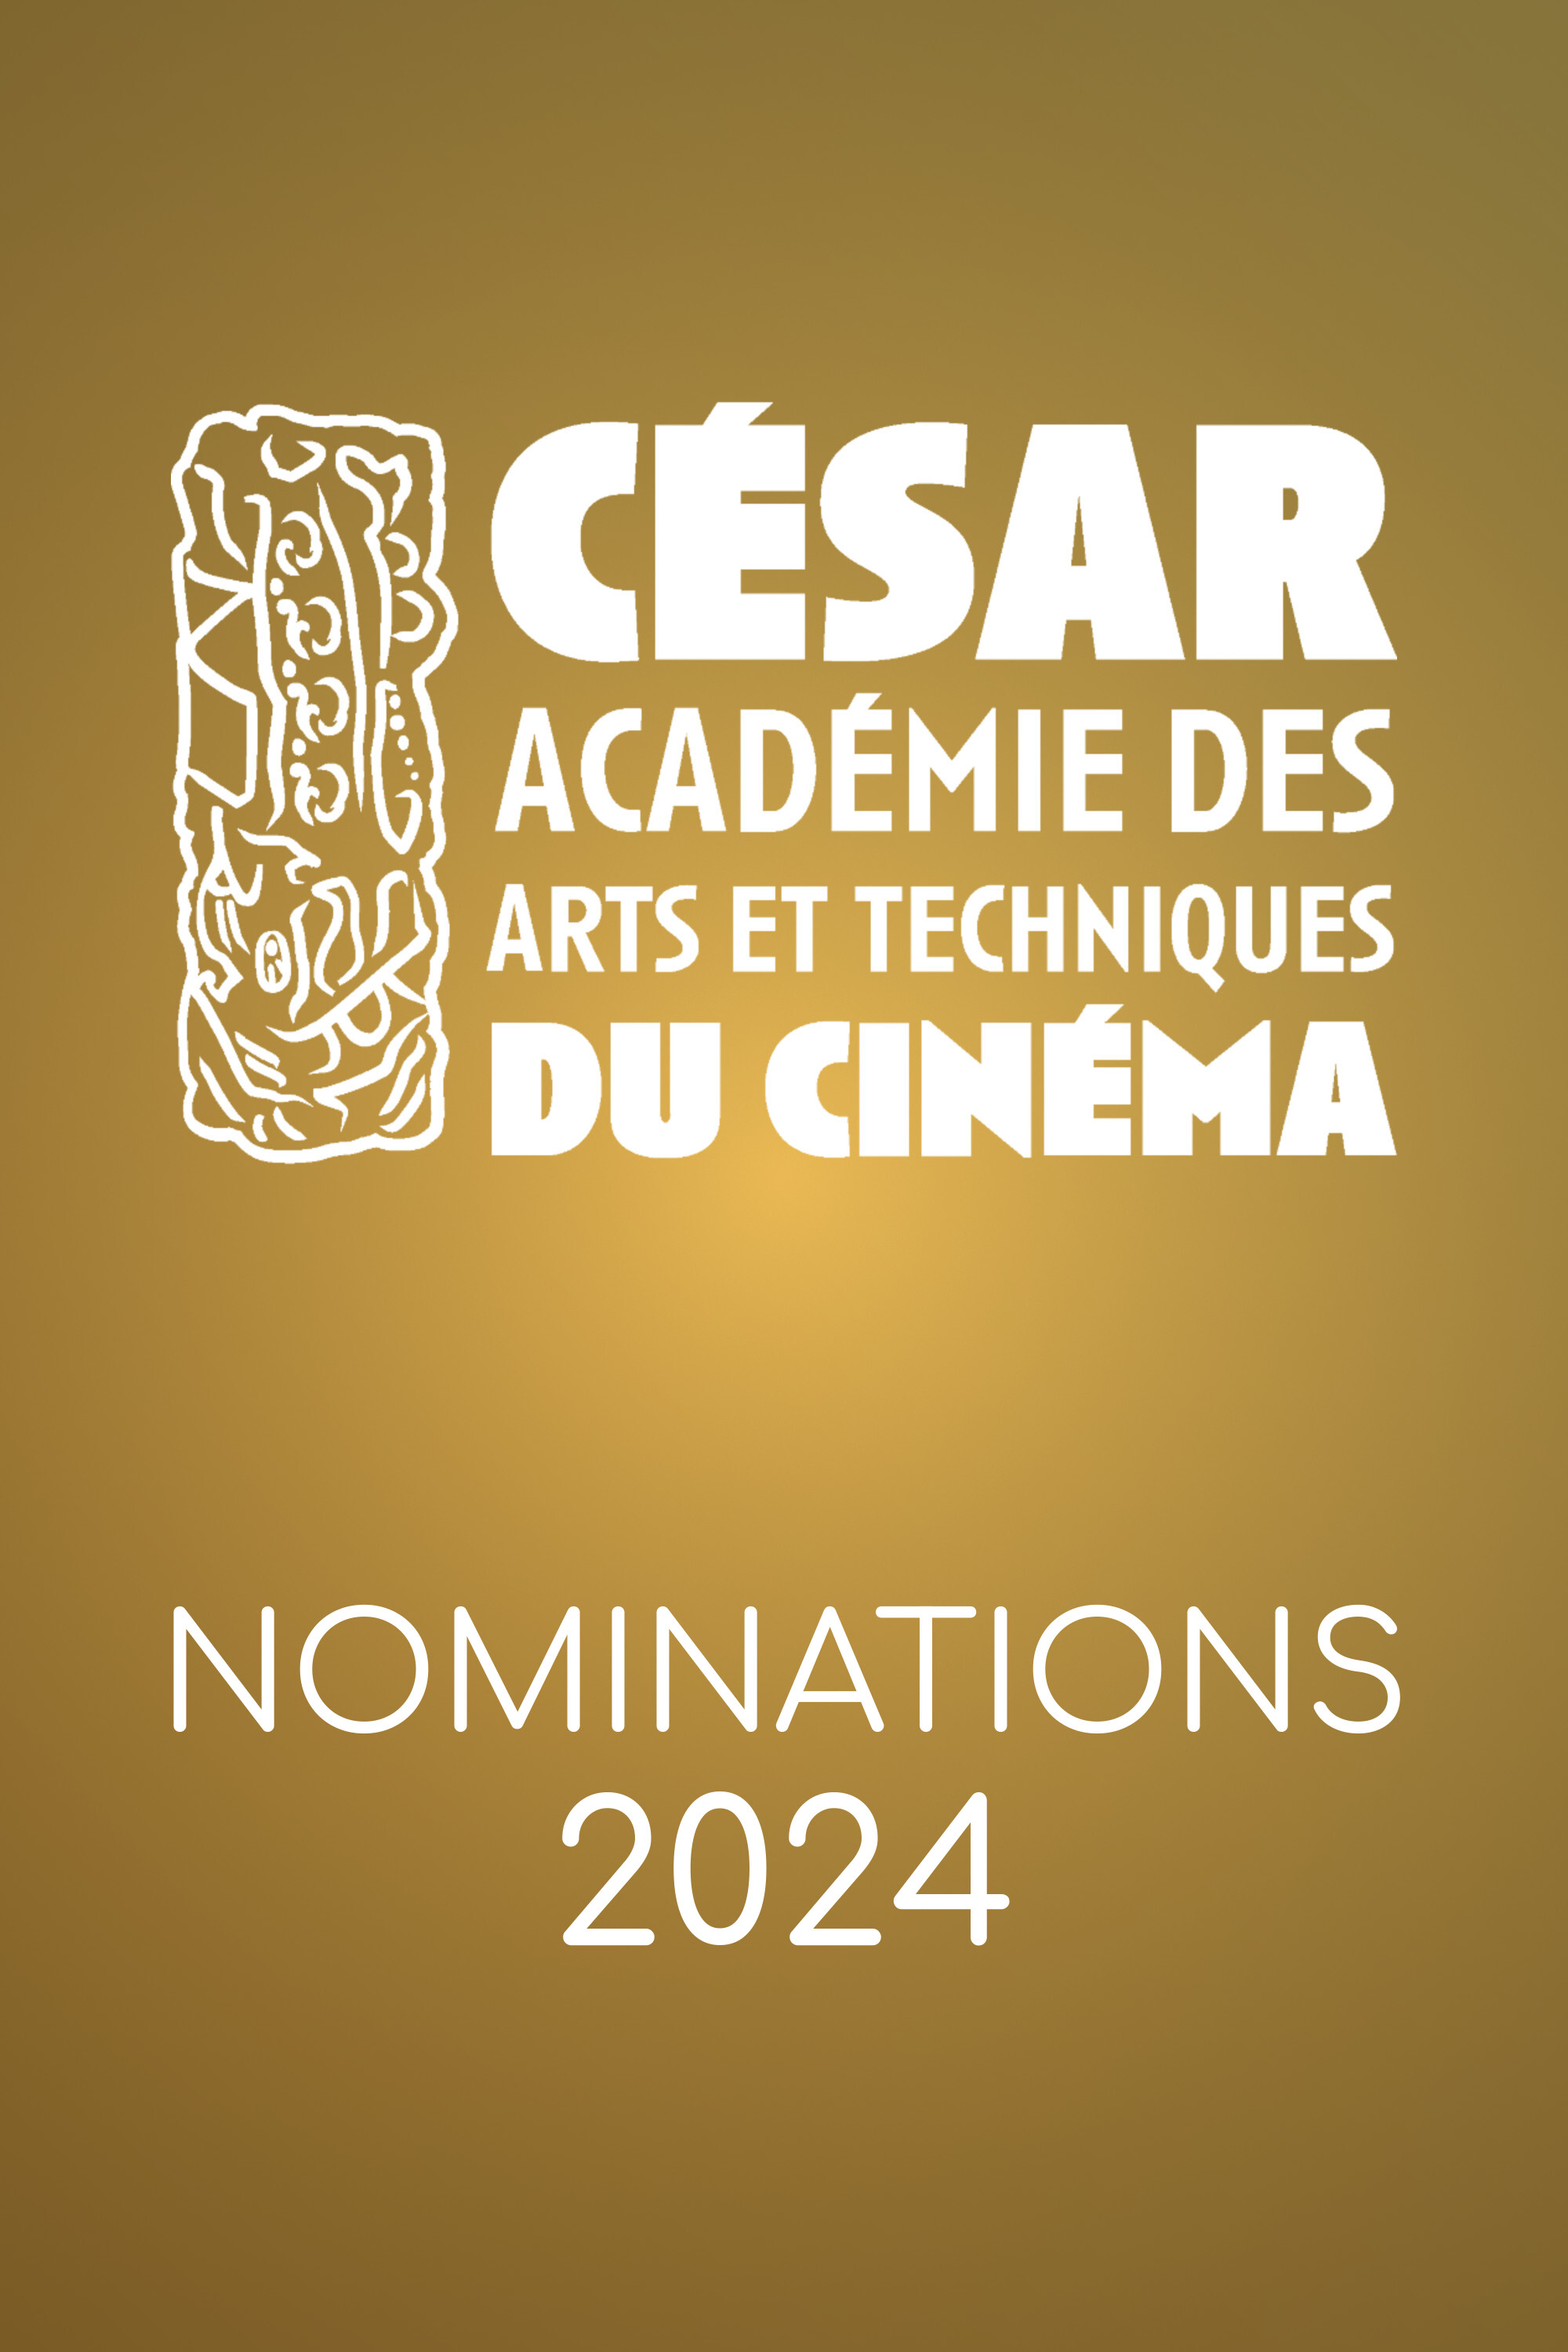 CÉSAR
ACADÉMIE DES
ARTS ET TECHNIQUES
DU CINÉMA
NOMINATIONS
2024